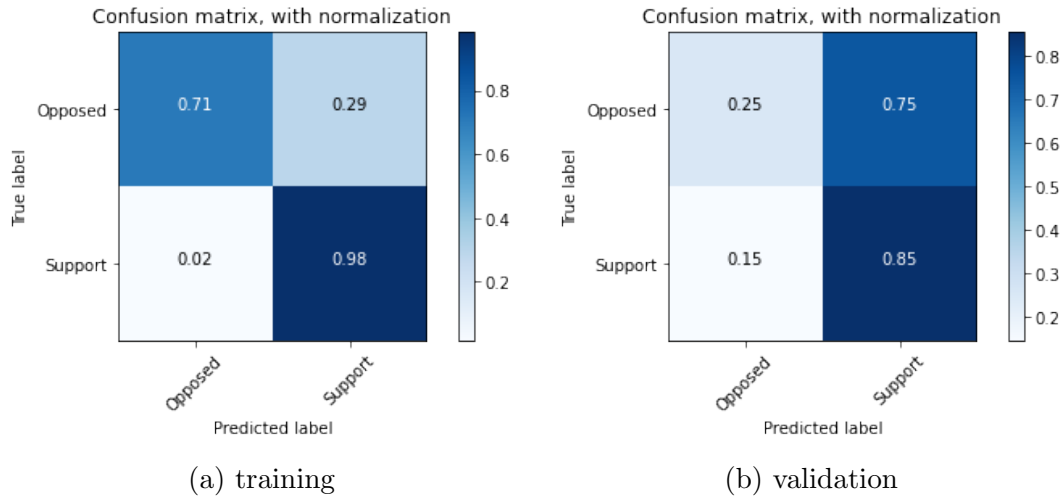 Confusion matrix, with normalization
Opposed
Support
True label
0.71 0.29
0.02 0.98
0.8
0.6
0.4
0.2
Opposed Support
Predicted label
(a) training
Confusion matrix, with normalization
Opposed
Support
True label
0.25 0.75
0.15 0.85
0.8
0.7
0.6
0.5
0.4
0.3
0.2
Opposed Support
Predicted label
(b) validation